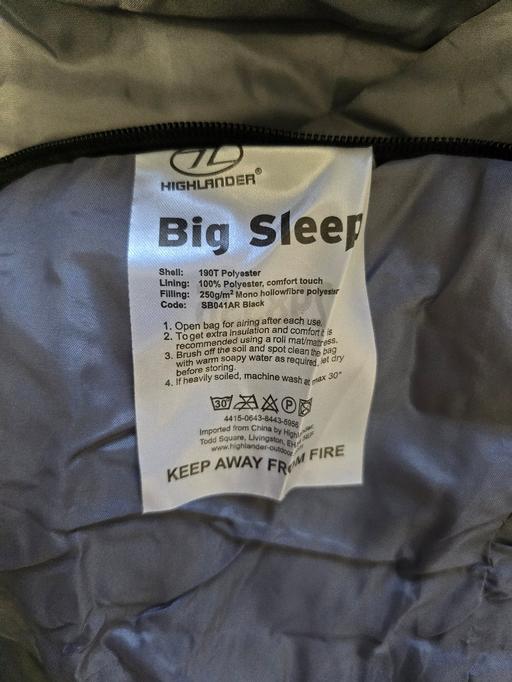 HIGHLANDER®
Big Sleep
Shell: 190T Polyester
Lining: 100% Polyester, comfort touch
Filling: 250g/m² Mono hollowfibre polyester
Code: SB041AR Black
1. Open bag for airing after each use.
2. To get extra insulation and comfort it is
recommended using a roll mat/mattress.
3. Brush off the soil and spot clean the bag
with warm soapy water as required, let dry
before storing.
4. If heavily soiled, machine wash at max 30°
30° P
4415-0643-8443-5956
Imported from China by Highlander,
Todd Square, Livingston,
www.highlander-outdoor
KEEP AWAY FROM FIRE